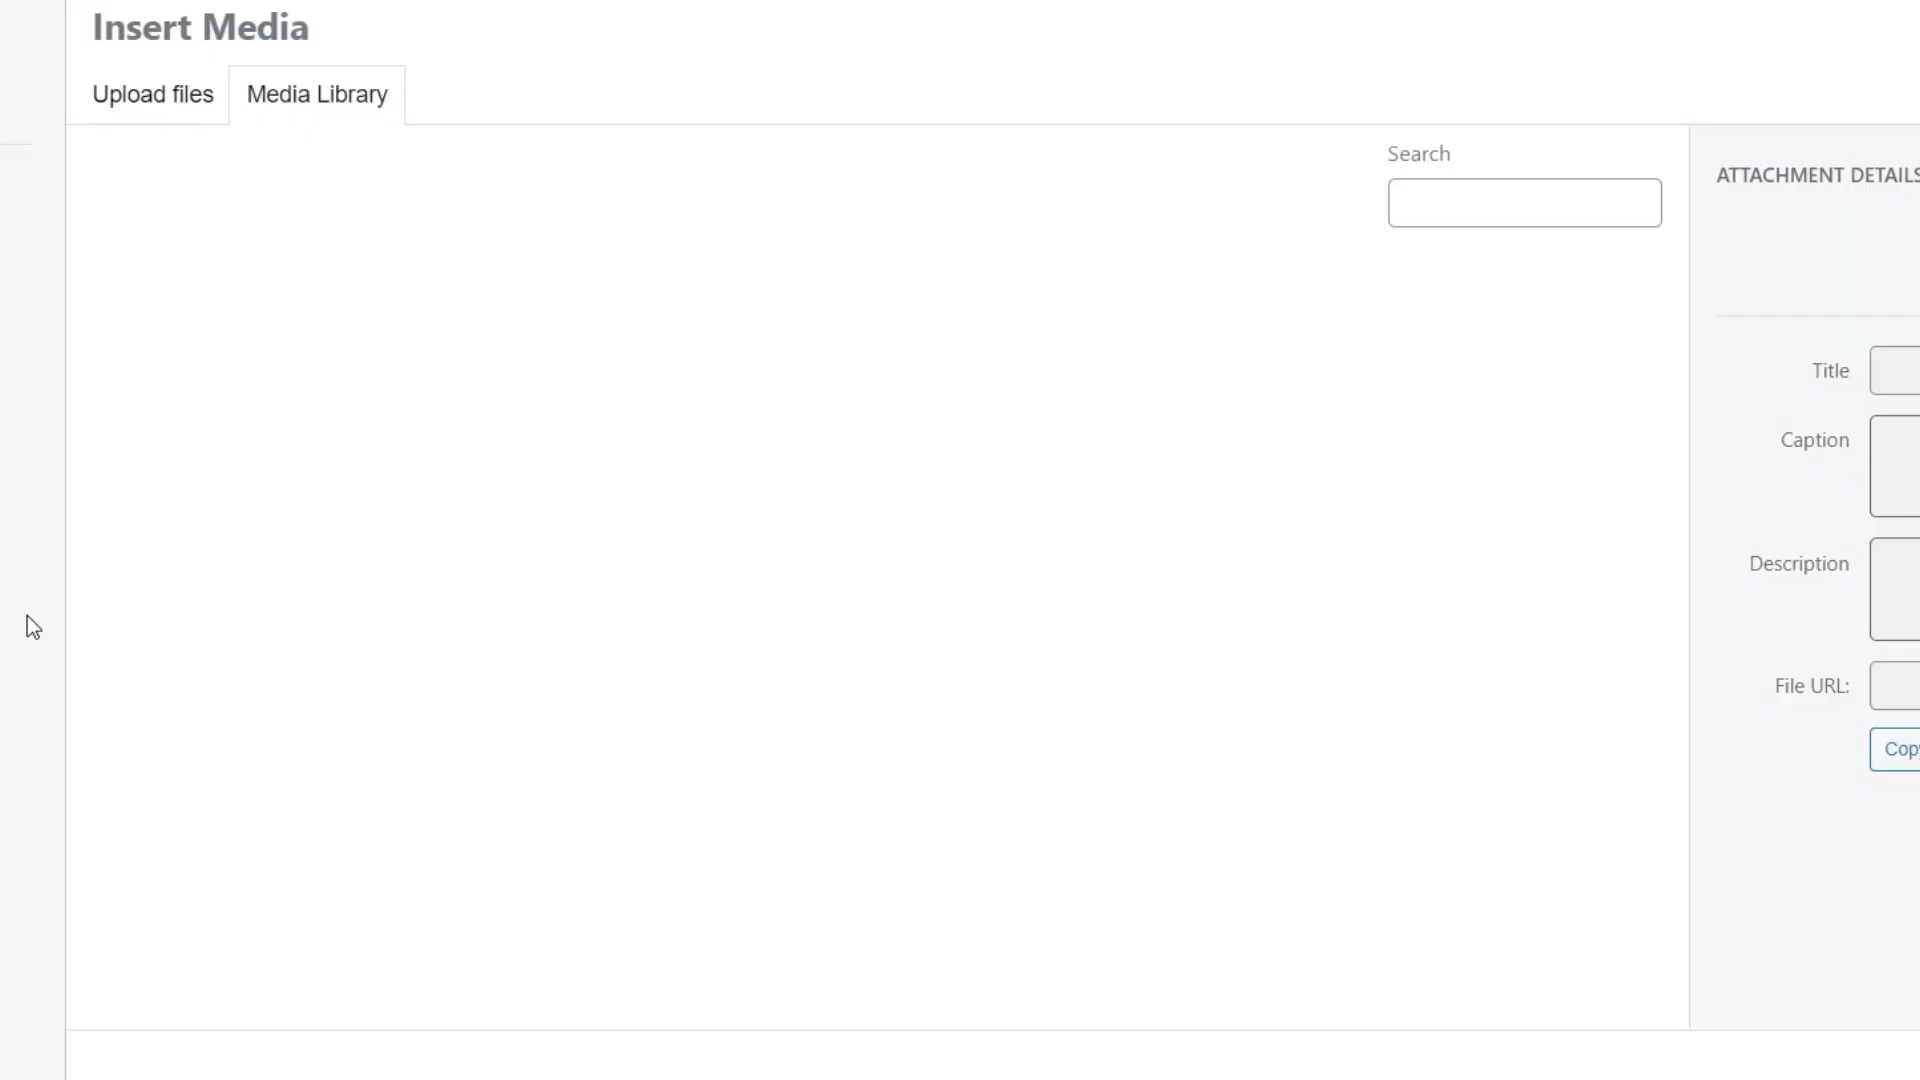 Insert Media
Upload files
Media Library
Search
ATTACHMENT DETAILS
Title
Caption
Description
File URL: